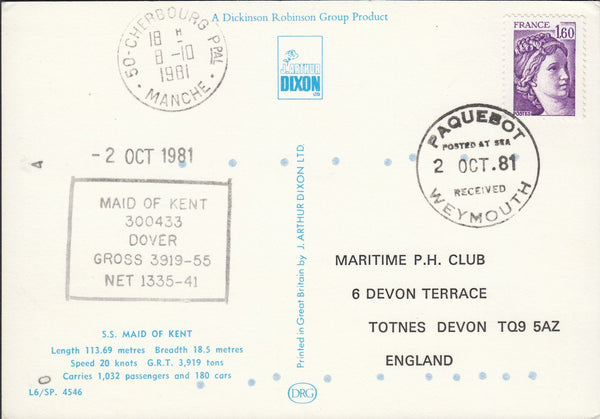 A Dickinson Robinson Group Product
50-CHERBOURG PPAL
18 H
8-10
1981
· MANCHE ·
J. ARTHUR
DIXON
LTD
FRANCE
1,60
POSTES
PAQUEBOT
POSTED AT SEA
2 OCT.81
RECEIVED
WEYMOUTH
-2 OCT 1981
MAID OF KENT
300433
DOVER
GROSS 3919-55
NET 1335-41
Printed in Great Britain by J. ARTHUR DIXON LTD.
MARITIME P.H. CLUB
6 DEVON TERRACE
TOTNES DEVON TQ9 5AZ
ENGLAND
S.S. MAID OF KENT
Length 113,69 metres Breadth 18.5 metres
Speed 20 knots G.R.T. 3,919 tons
Carries 1,032 passengers and 180 cars
L6/SP. 4546
DRG